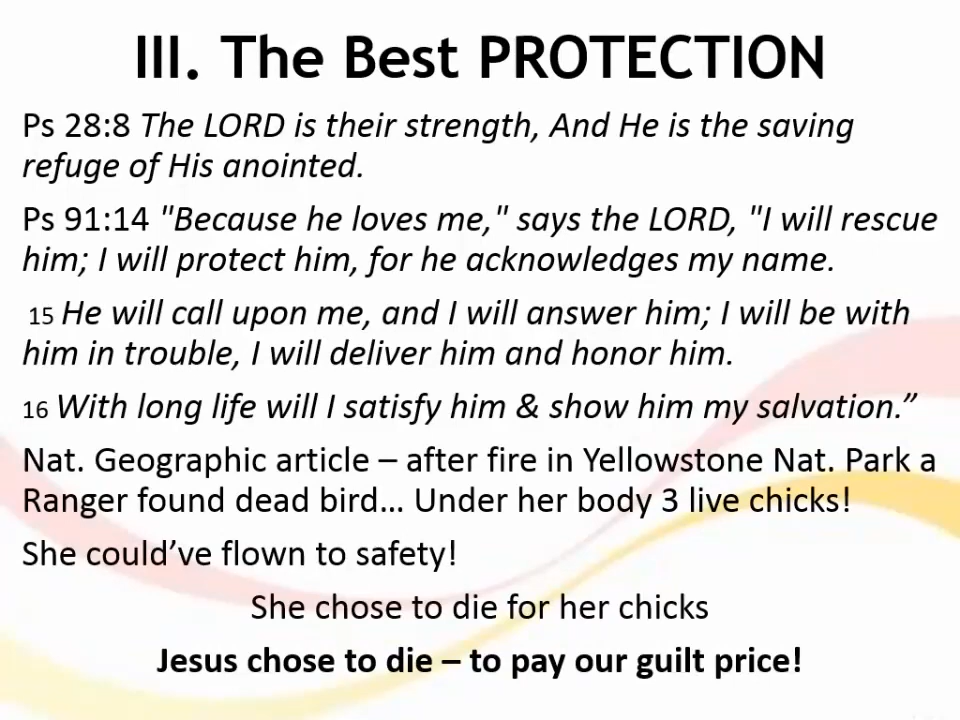 III. The Best PROTECTION
Ps 28:8 The LORD is their strength, And He is the saving
refuge of His anointed.
Ps 91:14 "Because he loves me," says the LORD, "I will rescue
him; I will protect him, for he acknowledges my name.
15 He will call upon me, and I will answer him; I will be with
him in trouble, I will deliver him and honor him.
16 With long life will I satisfy him & show him my salvation.”
Nat. Geographic article – after fire in Yellowstone Nat. Park a
Ranger found dead bird... Under her body 3 live chicks!
She could’ve flown to safety!
She chose to die for her chicks
Jesus chose to die – to pay our guilt price!